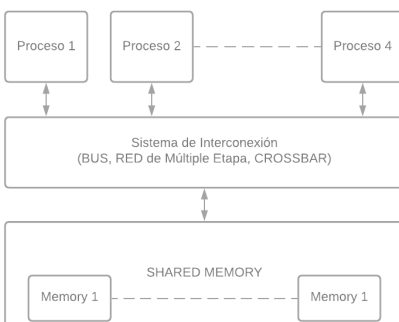 Proceso 1
Proceso 2
Proceso 4
Sistema de Interconexión
(BUS, RED de Múltiple Etapa, CROSSBAR)
SHARED MEMORY
Memory 1
Memory 1